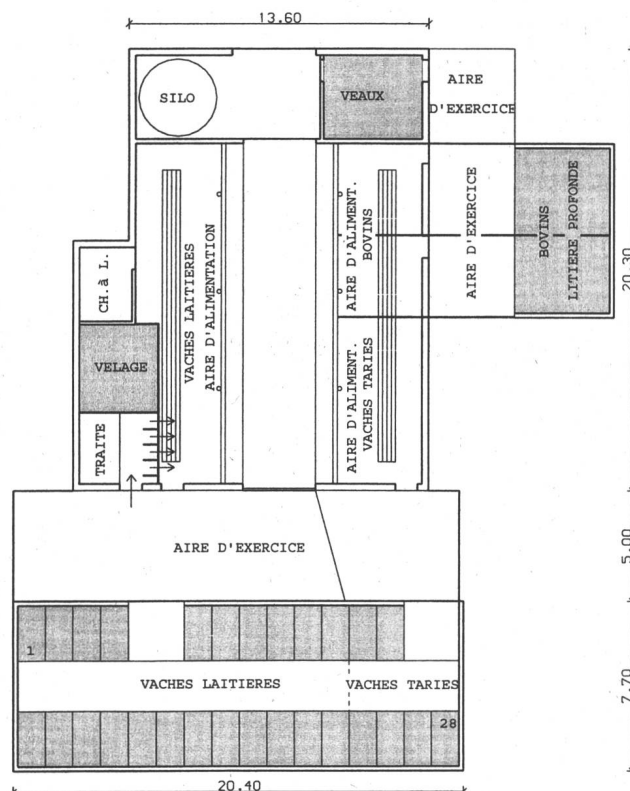 13.60
SILO
VEAUX
AIRE
D'EXERCICE
VACHES LAITIERES
AIRE D'ALIMENTATION
AIRE D'ALIMENT.
BOVINS
AIRE D'EXERCICE
BOVINS
LITIERE PROFONDE
20.30
CH.à L.
VELAGE
TRAITE
AIRE D'ALIMENT.
VACHES TARIES
AIRE D'EXERCICE
5.00
1
VACHES LAITIERES
VACHES TARIES
7.70
28
20.40